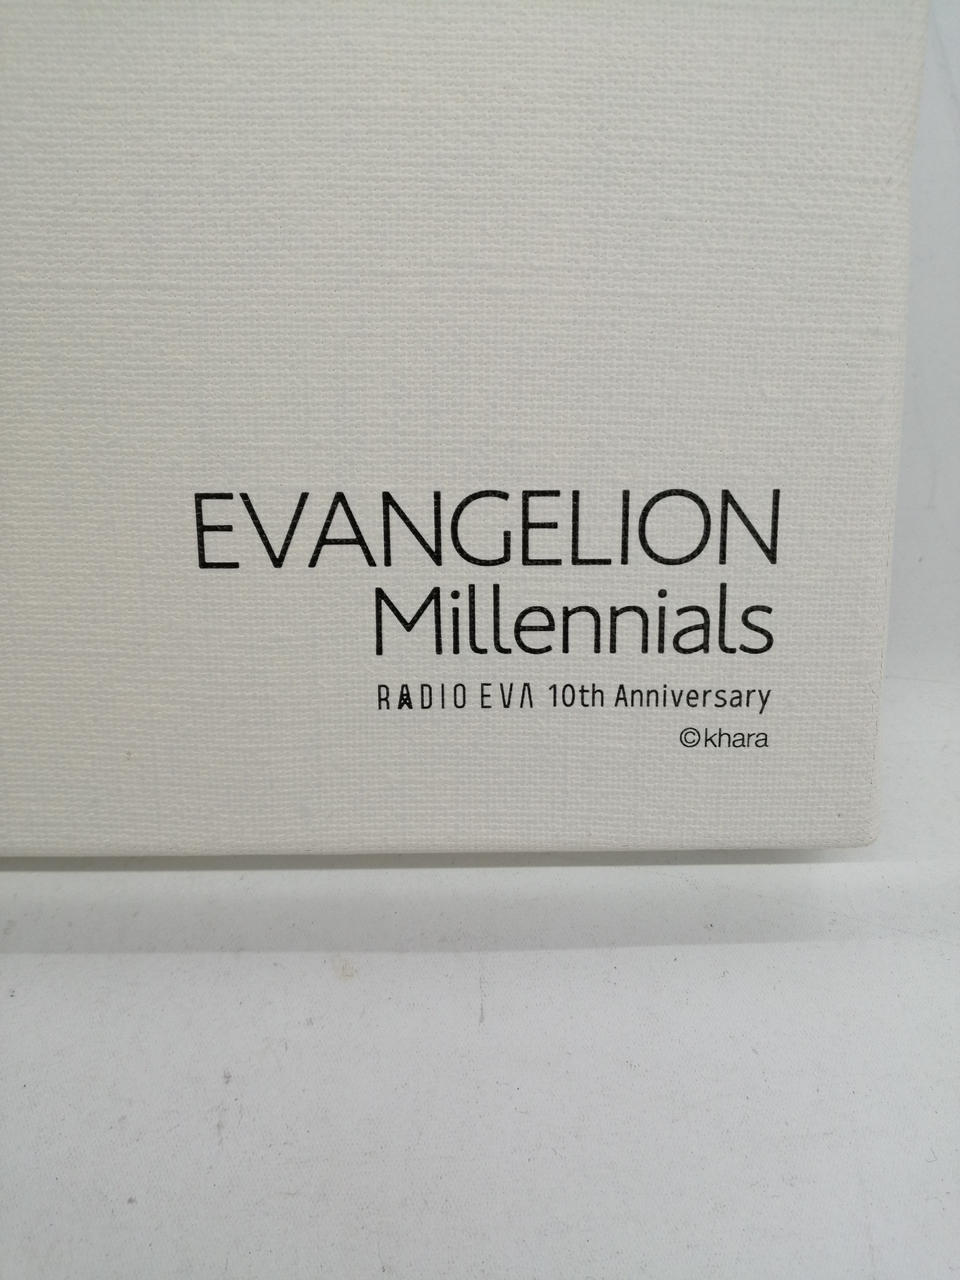 EVANGELION
Millennials
RADIO EVA 10th Anniversary
©khara